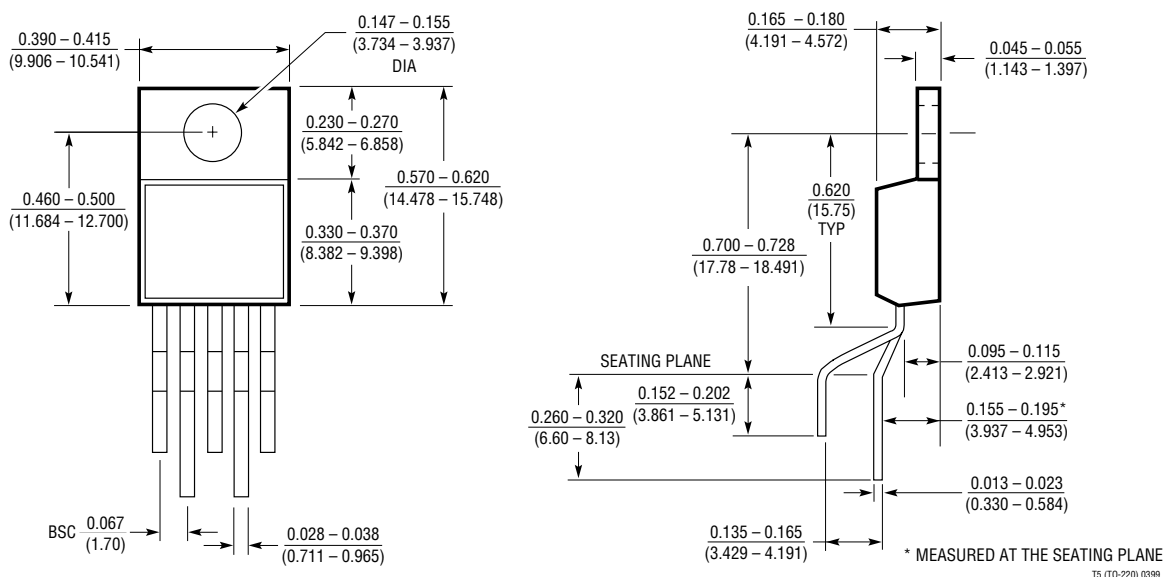 0.390 – 0.415
(9.906 – 10.541)
0.147 – 0.155
(3.734 – 3.937)
DIA
0.230 – 0.270
(5.842 – 6.858)
0.460 – 0.500
(11.684 – 12.700)
0.570 – 0.620
(14.478 – 15.748)
0.330 – 0.370
(8.382 – 9.398)
BSC
0.067
(1.70)
0.028 – 0.038
(0.711 – 0.965)
0.165 – 0.180
(4.191 – 4.572)
0.045 – 0.055
(1.143 – 1.397)
0.620
(15.75)
TYP
0.700 – 0.728
(17.78 – 18.491)
SEATING PLANE
0.152 – 0.202
(3.861 – 5.131)
0.260 – 0.320
(6.60 – 8.13)
0.095 – 0.115
(2.413 – 2.921)
0.155 – 0.195*
(3.937 – 4.953)
0.013 – 0.023
(0.330 – 0.584)
0.135 – 0.165
(3.429 – 4.191)
* MEASURED AT THE SEATING PLANE
T5 (TO-220) 0399